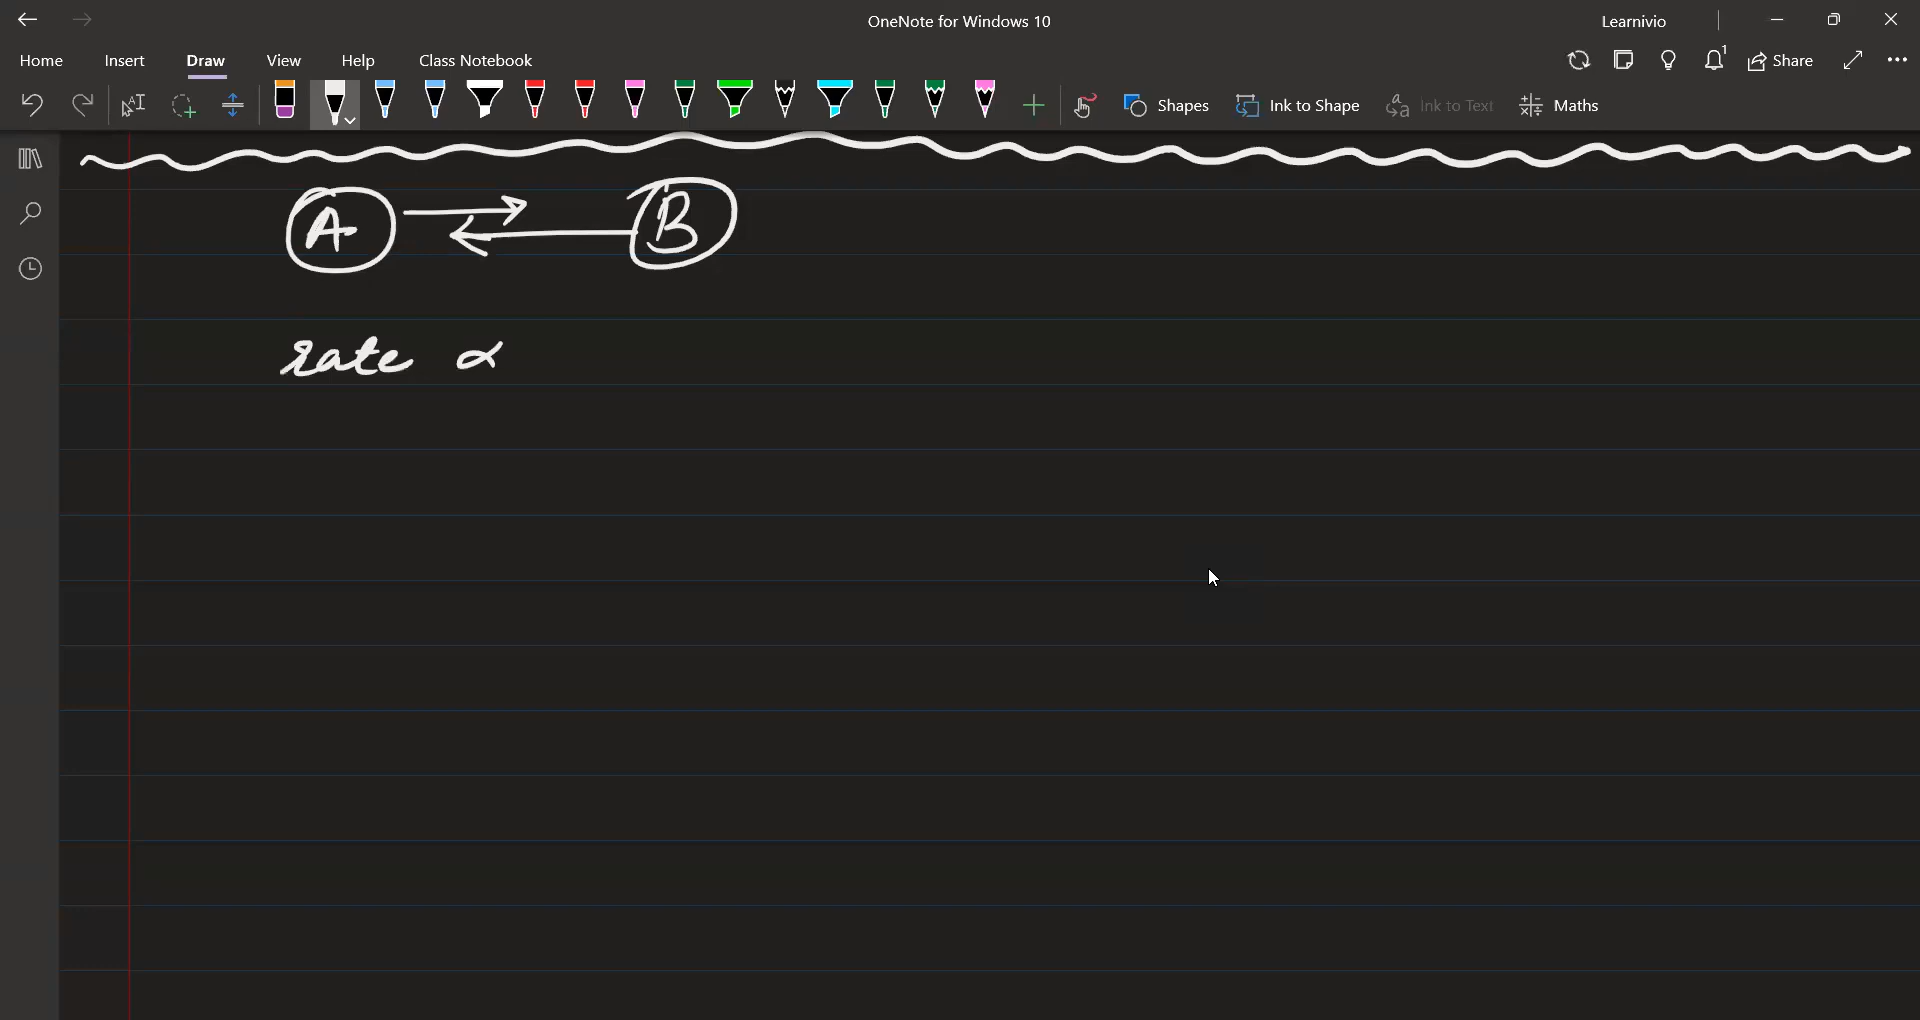 OneNote for Windows 10
Learnivio
Home Insert Draw View Help Class Notebook
1
Share
Shapes Ink to Shape Ink to Text Maths
A ⇌ B
rate ∝